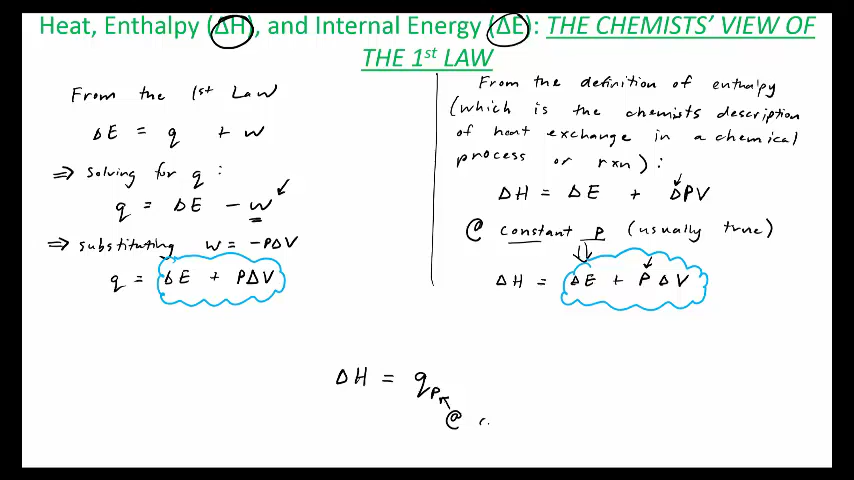 Heat, Enthalpy (ΔH), and Internal Energy (ΔE): THE CHEMISTS' VIEW OF
THE 1st LAW
From the 1st Law
ΔE = q + w
⇒ solving for q :
q = ΔE - w
⇒ substituting w = -PΔV
q = ΔE + PΔV
From the definition of enthalpy
(which is the chemists description
of heat exchange in a chemical
process or rxn) :
ΔH = ΔE + ΔPV
@ constant P (usually true)
ΔH = ΔE + P ΔV
ΔH = qP
@ c